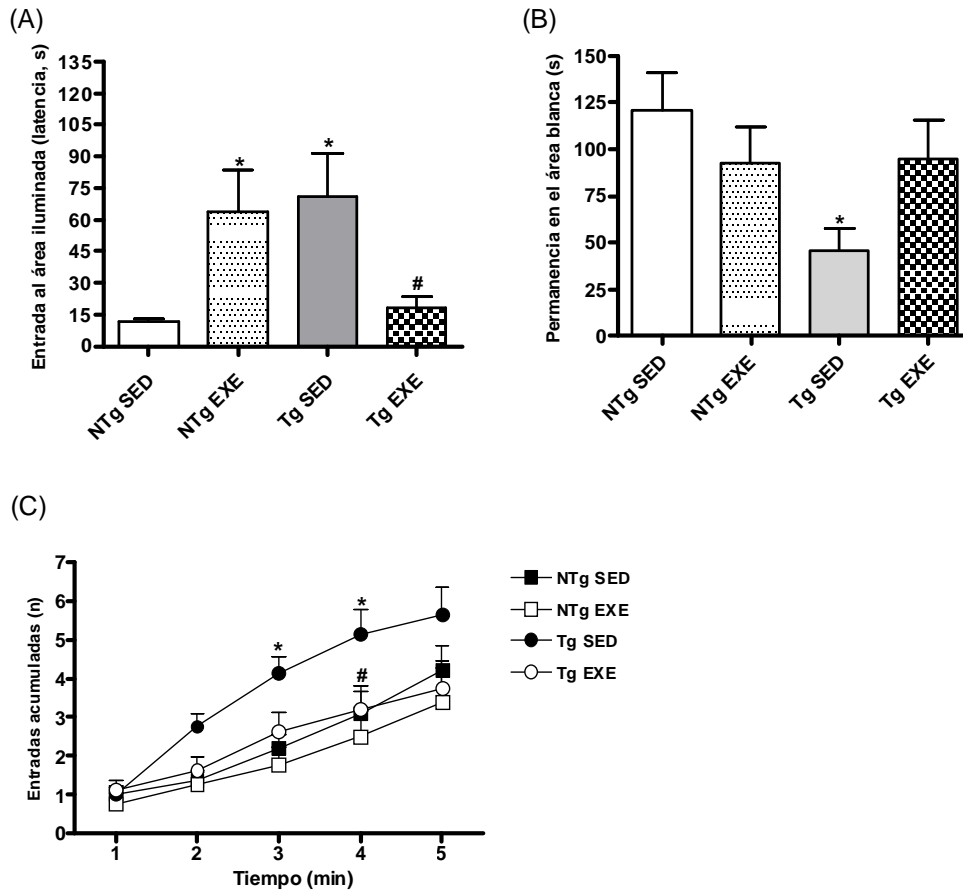 (A)
Entrada al área iluminada (latencia, s)
135
120
105
90
75
60
45
30
15
0
*
*
#
NTg SED
NTg EXE
Tg SED
Tg EXE
(B)
Permanencia en el área blanca (s)
150
125
100
75
50
25
0
*
NTg SED
NTg EXE
Tg SED
Tg EXE
(C)
Entradas acumuladas (n)
7
6
5
4
3
2
1
0
*
*
#
1 2 3 4 5
Tiempo (min)
NTg SED
NTg EXE
Tg SED
Tg EXE